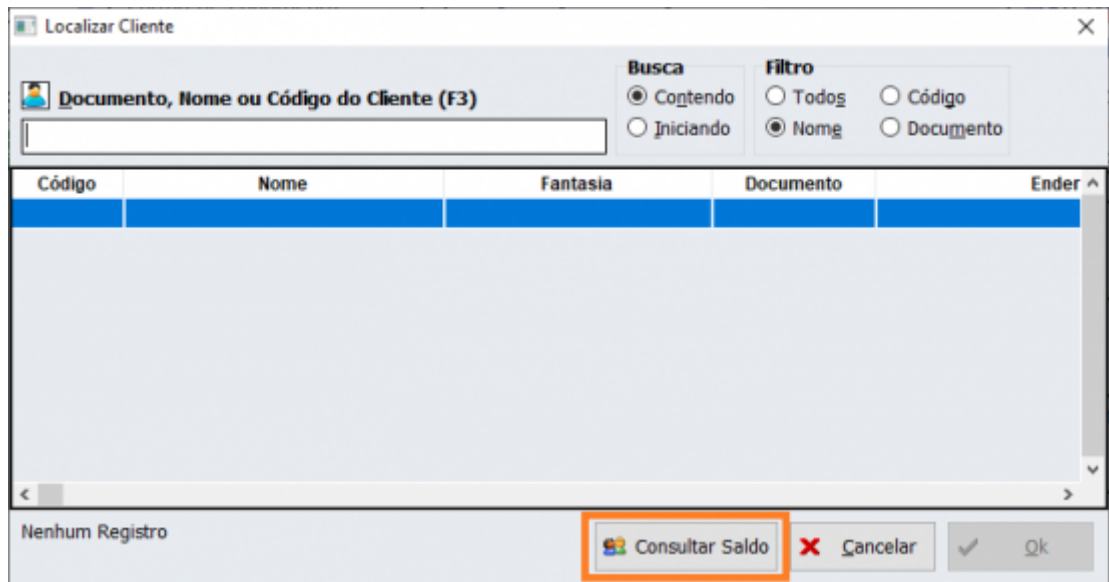 Localizar Cliente
Busca
Filtro
Documento, Nome ou Código do Cliente (F3)
Contendo
Todos
Código
Iniciando
Nome
Documento
Código Nome Fantasia Documento Ender
Nenhum Registro
Consultar Saldo
Cancelar
Ok